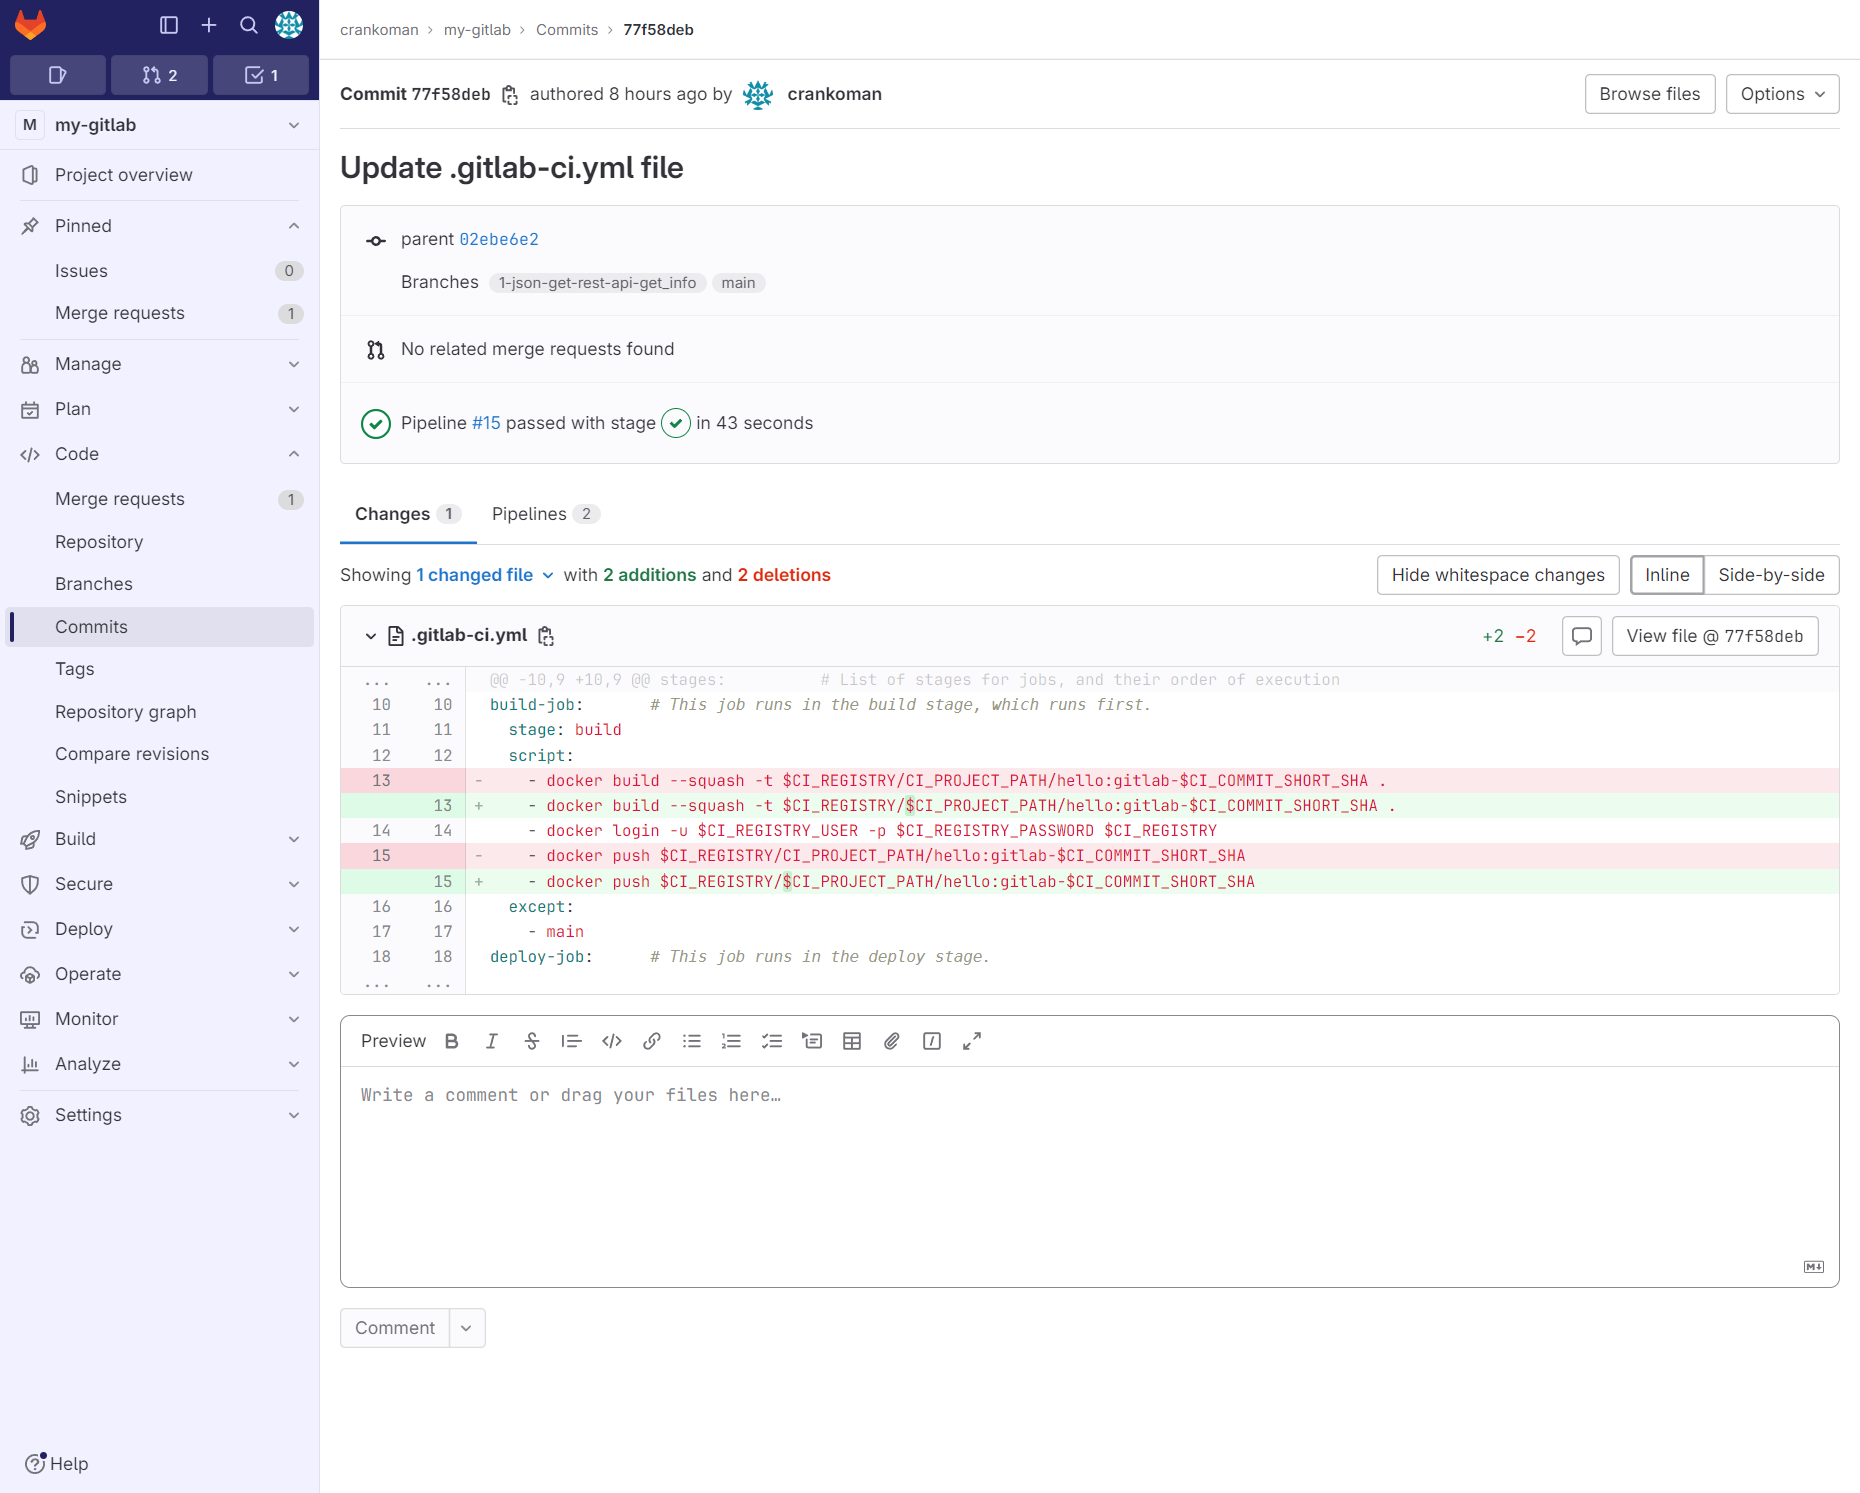 crankoman › my-gitlab › Commits › 77f58deb
2
1
M my-gitlab
Project overview
Pinned
Issues 0
Merge requests 1
Manage
Plan
Code
Merge requests 1
Repository
Branches
Commits
Tags
Repository graph
Compare revisions
Snippets
Build
Secure
Deploy
Operate
Monitor
Analyze
Settings
Help
Commit 77f58deb authored 8 hours ago by crankoman
Browse files
Options
Update .gitlab-ci.yml file
parent 02ebe6e2
Branches 1-json-get-rest-api-get_info main
No related merge requests found
Pipeline #15 passed with stage in 43 seconds
Changes 1 Pipelines 2
Showing 1 changed file with 2 additions and 2 deletions
Hide whitespace changes Inline Side-by-side
.gitlab-ci.yml
+2 −2 View file @ 77f58deb
... ... @@ -10,9 +10,9 @@ stages:          # List of stages for jobs, and their order of execution
10 10 build-job:       # This job runs in the build stage, which runs first.
11 11   stage: build
12 12   script:
13 -     - docker build --squash -t $CI_REGISTRY/CI_PROJECT_PATH/hello:gitlab-$CI_COMMIT_SHORT_SHA .
13 +     - docker build --squash -t $CI_REGISTRY/$CI_PROJECT_PATH/hello:gitlab-$CI_COMMIT_SHORT_SHA .
14 14     - docker login -u $CI_REGISTRY_USER -p $CI_REGISTRY_PASSWORD $CI_REGISTRY
15 -     - docker push $CI_REGISTRY/CI_PROJECT_PATH/hello:gitlab-$CI_COMMIT_SHORT_SHA
15 +     - docker push $CI_REGISTRY/$CI_PROJECT_PATH/hello:gitlab-$CI_COMMIT_SHORT_SHA
16 16   except:
17 17     - main
18 18 deploy-job:      # This job runs in the deploy stage.
... ...
Preview
Write a comment or drag your files here…
M
Comment